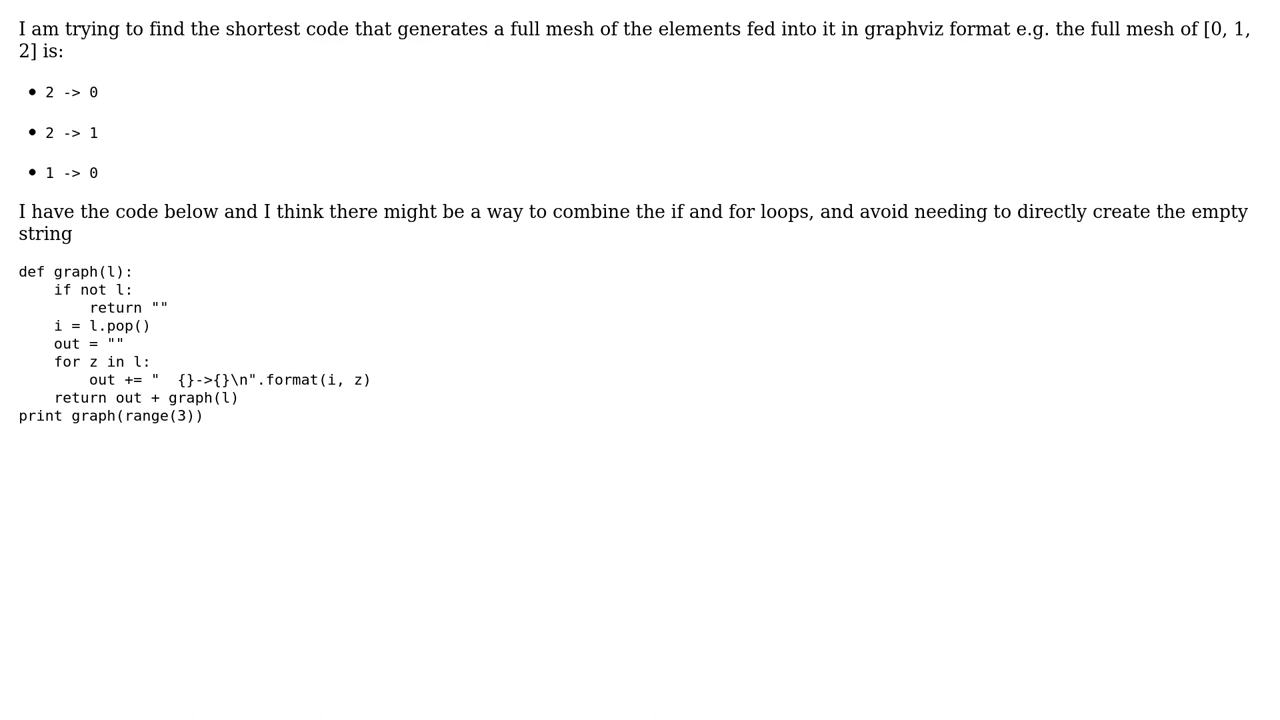 I am trying to find the shortest code that generates a full mesh of the elements fed into it in graphviz format e.g. the full mesh of [0, 1,
2] is:
• 2 -> 0
• 2 -> 1
• 1 -> 0
I have the code below and I think there might be a way to combine the if and for loops, and avoid needing to directly create the empty
string
def graph(l):
    if not l:
        return ""
    i = l.pop()
    out = ""
    for z in l:
        out += "  {}->{}\n".format(i, z)
    return out + graph(l)
print graph(range(3))